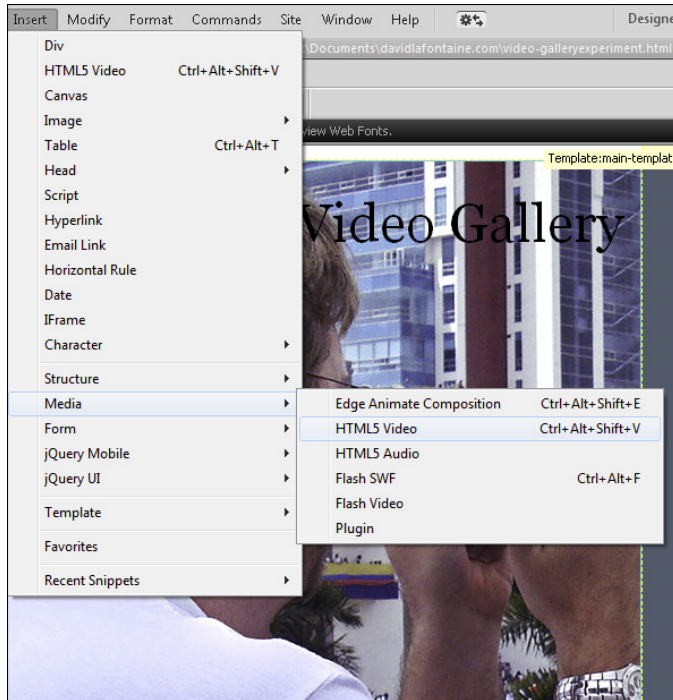 Insert Modify Format Commands Site Window Help Designe
Div
\Documents\davidlafontaine.com\video-galleryexperiment.html
HTML5 Video Ctrl+Alt+Shift+V
Canvas
Image
view Web Fonts.
Table Ctrl+Alt+T
Template:main-templat
Head
Script
Video Gallery
Hyperlink
Email Link
Horizontal Rule
Date
IFrame
Character
Structure
Media
Edge Animate Composition Ctrl+Alt+Shift+E
Form
HTML5 Video Ctrl+Alt+Shift+V
jQuery Mobile
HTML5 Audio
jQuery UI
Flash SWF Ctrl+Alt+F
Flash Video
Template
Plugin
Favorites
Recent Snippets